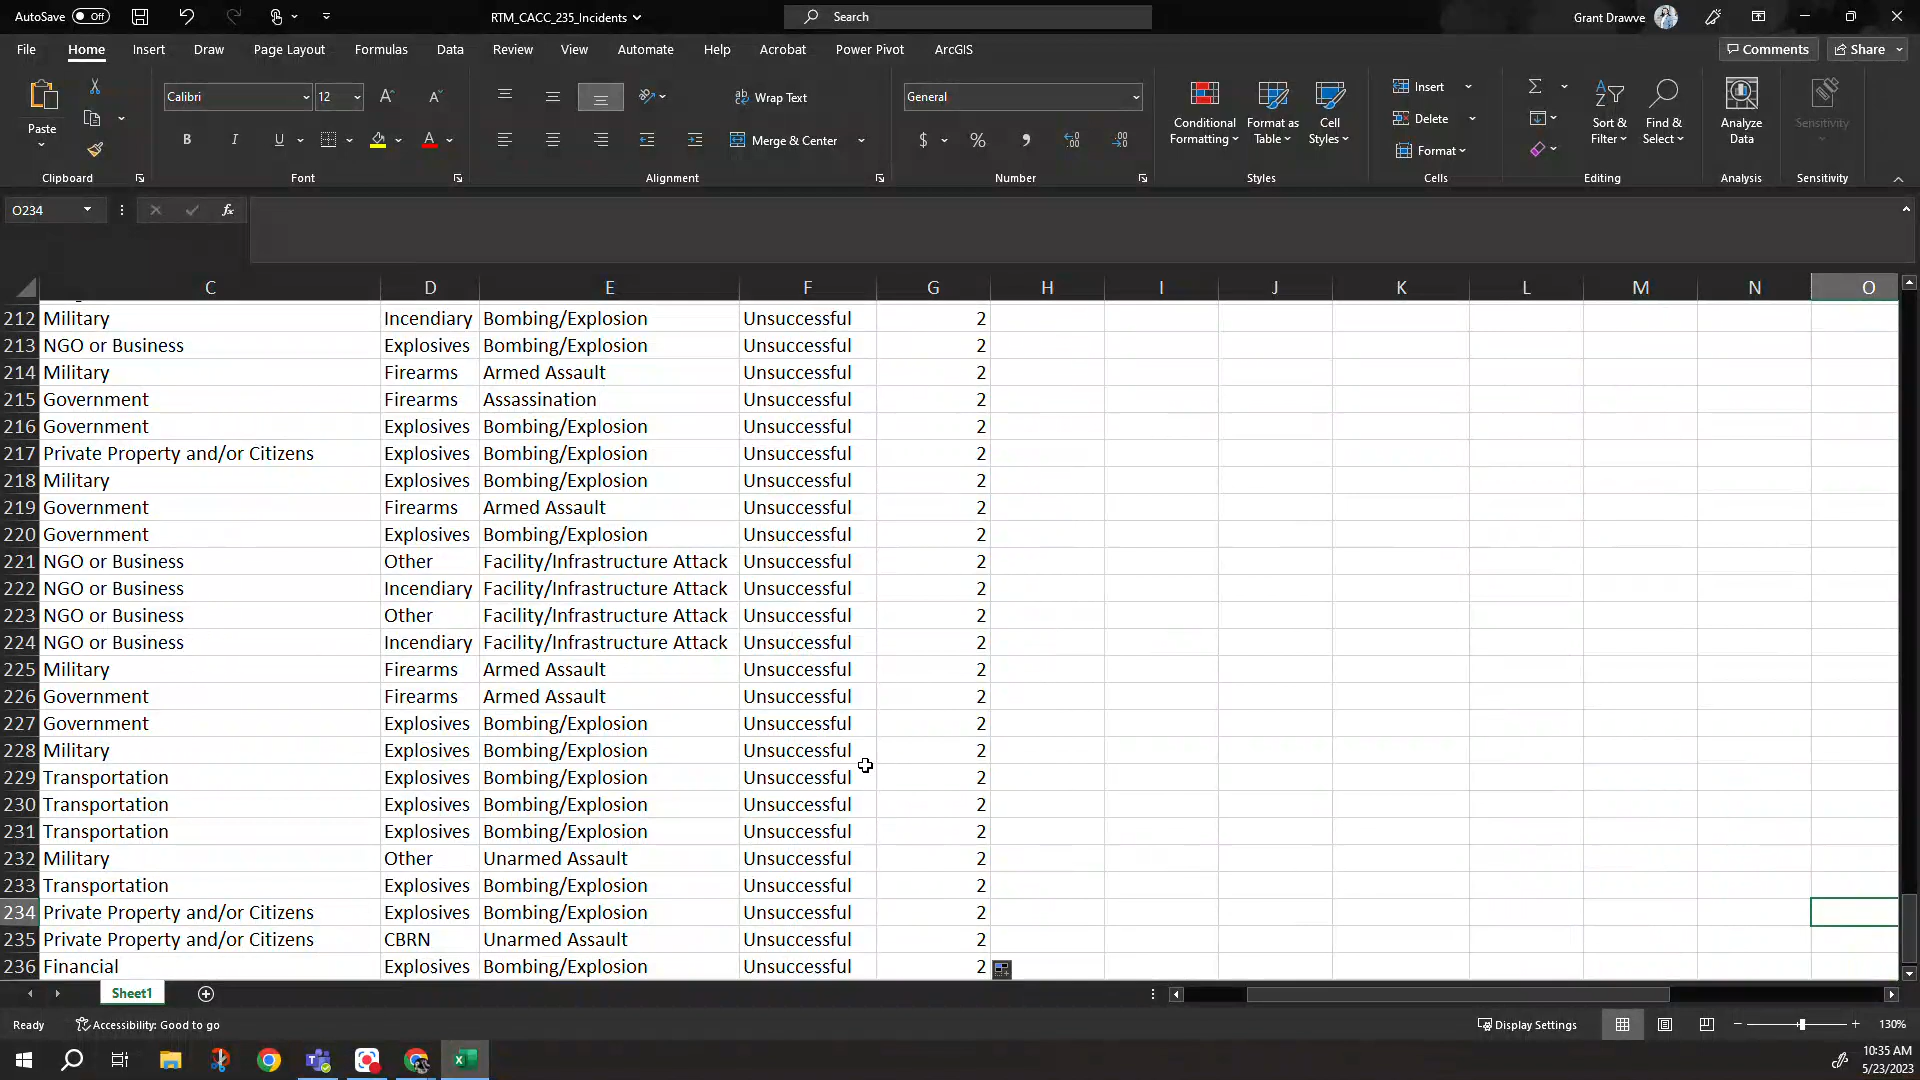 AutoSave Off RTM_CACC_235_Incidents Search Grant Drawve
File Home Insert Draw Page Layout Formulas Data Review View Automate Help Acrobat Power Pivot ArcGIS Comments Share
Paste Calibri 12 Wrap Text General Insert
B I U A Merge & Center $ % Conditional Formatting Format as Table Cell Styles Delete Format Sort & Filter Find & Select Analyze Data Sensitivity
Clipboard Font Alignment Number Styles Cells Editing Analysis Sensitivity
O234 fx
C D E F G H I J K L M N O
212 Military Incendiary Bombing/Explosion Unsuccessful 2
213 NGO or Business Explosives Bombing/Explosion Unsuccessful 2
214 Military Firearms Armed Assault Unsuccessful 2
215 Government Firearms Assassination Unsuccessful 2
216 Government Explosives Bombing/Explosion Unsuccessful 2
217 Private Property and/or Citizens Explosives Bombing/Explosion Unsuccessful 2
218 Military Explosives Bombing/Explosion Unsuccessful 2
219 Government Firearms Armed Assault Unsuccessful 2
220 Government Explosives Bombing/Explosion Unsuccessful 2
221 NGO or Business Other Facility/Infrastructure Attack Unsuccessful 2
222 NGO or Business Incendiary Facility/Infrastructure Attack Unsuccessful 2
223 NGO or Business Other Facility/Infrastructure Attack Unsuccessful 2
224 NGO or Business Incendiary Facility/Infrastructure Attack Unsuccessful 2
225 Military Firearms Armed Assault Unsuccessful 2
226 Government Firearms Armed Assault Unsuccessful 2
227 Government Explosives Bombing/Explosion Unsuccessful 2
228 Military Explosives Bombing/Explosion Unsuccessful 2
229 Transportation Explosives Bombing/Explosion Unsuccessful 2
230 Transportation Explosives Bombing/Explosion Unsuccessful 2
231 Transportation Explosives Bombing/Explosion Unsuccessful 2
232 Military Other Unarmed Assault Unsuccessful 2
233 Transportation Explosives Bombing/Explosion Unsuccessful 2
234 Private Property and/or Citizens Explosives Bombing/Explosion Unsuccessful 2
235 Private Property and/or Citizens CBRN Unarmed Assault Unsuccessful 2
236 Financial Explosives Bombing/Explosion Unsuccessful 2
Sheet1
Ready Accessibility: Good to go Display Settings 130%
10:35 AM
5/23/2023